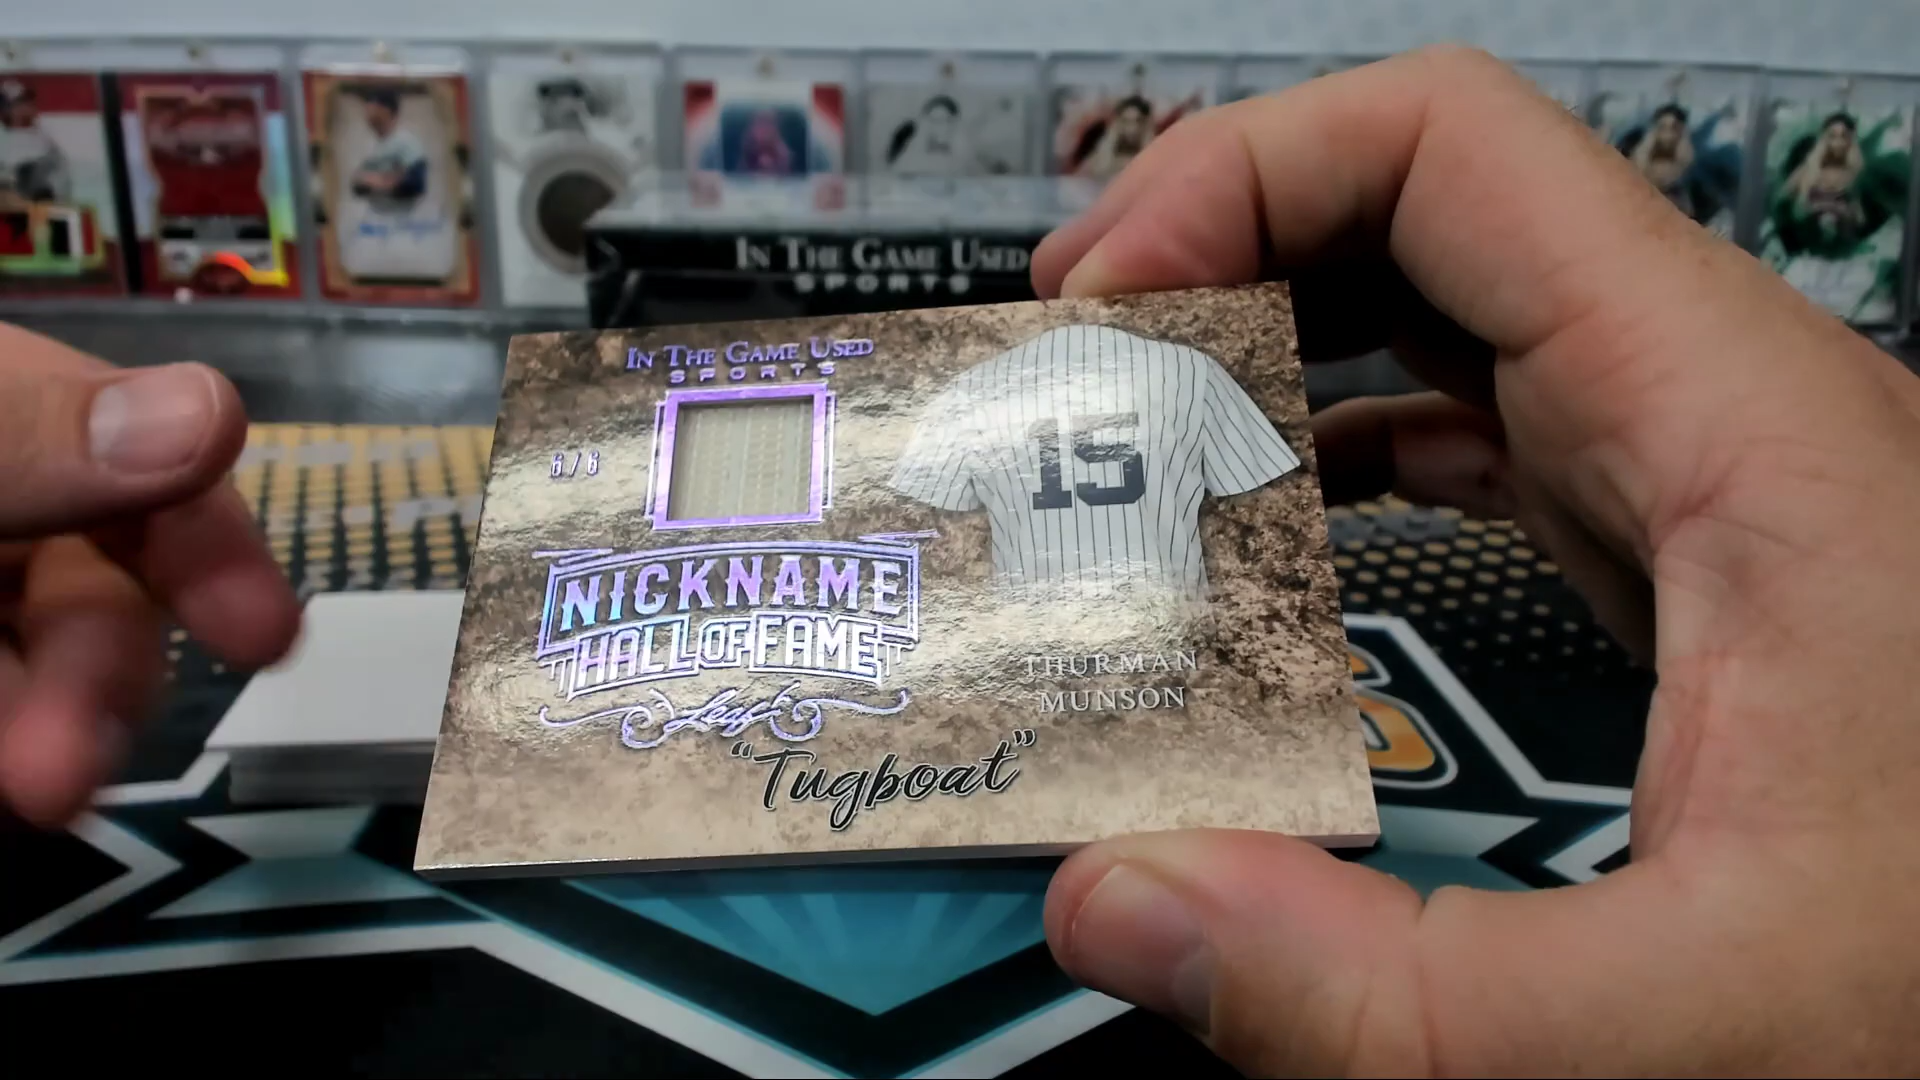 IN THE GAME USED
SPORTS
IN THE GAME USED
SPORTS
6/6
15
NICKNAME
HALL OF FAME
Leaf
THURMAN
MUNSON
"Tugboat"